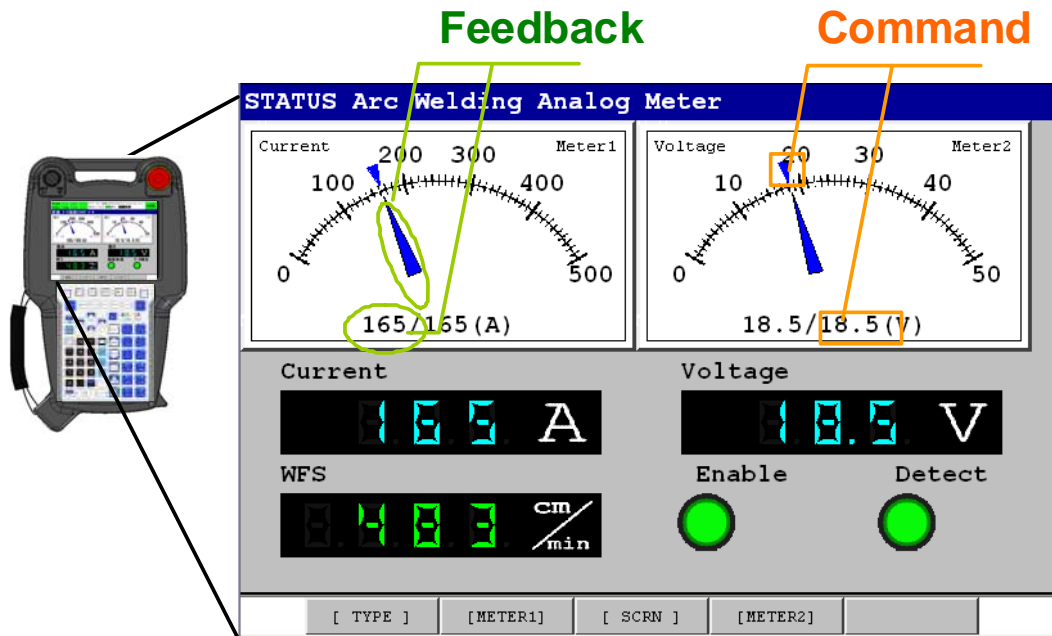 Feedback Command
STATUS Arc Welding Analog Meter
Current Meter1
0 100 200 300 400 500
165/165(A)
Voltage Meter2
0 10 20 30 40 50
18.5/18.5(V)
Current Voltage
165 A 18.5 V
WFS Enable Detect
483 cm/min
[ TYPE ] [METER1] [ SCRN ] [METER2]